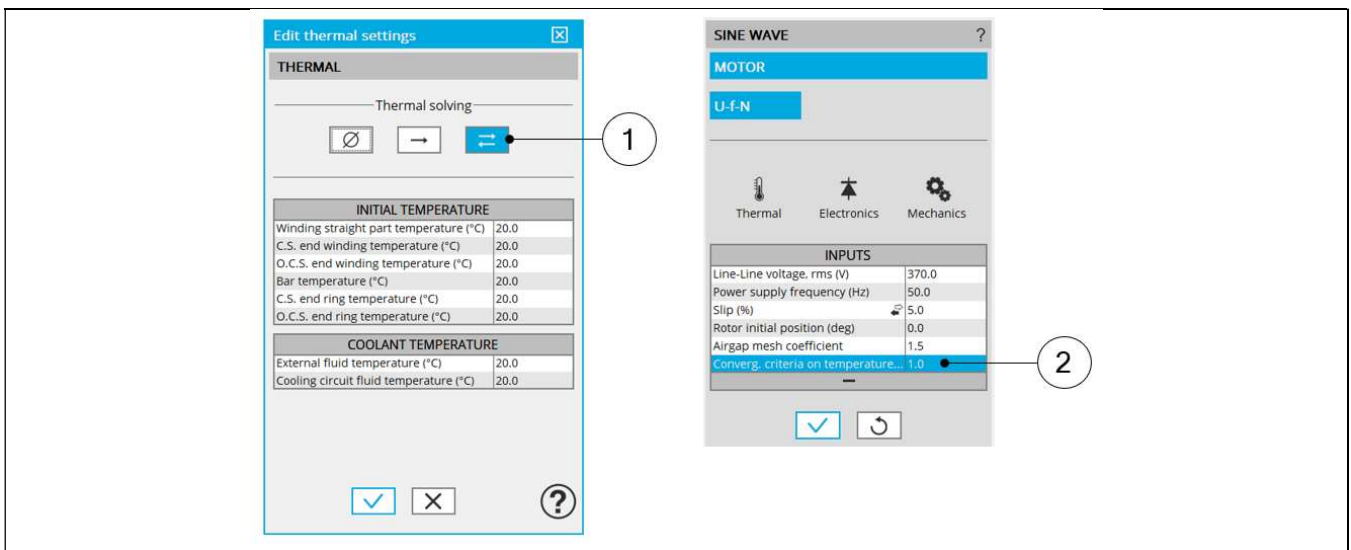 Edit thermal settings
THERMAL
Thermal solving
1
INITIAL TEMPERATURE
Winding straight part temperature (°C) 20.0
C.S. end winding temperature (°C) 20.0
O.C.S. end winding temperature (°C) 20.0
Bar temperature (°C) 20.0
C.S. end ring temperature (°C) 20.0
O.C.S. end ring temperature (°C) 20.0
COOLANT TEMPERATURE
External fluid temperature (°C) 20.0
Cooling circuit fluid temperature (°C) 20.0
?
SINE WAVE ?
MOTOR
U-f-N
Thermal Electronics Mechanics
INPUTS
Line-Line voltage, rms (V) 370.0
Power supply frequency (Hz) 50.0
Slip (%) 5.0
Rotor initial position (deg) 0.0
Airgap mesh coefficient 1.5
Converg. criteria on temperature... 1.0
2